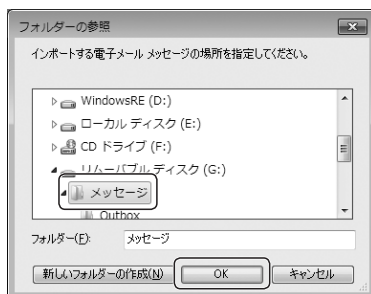 フォルダーの参照
インポートする電子メール メッセージの場所を指定してください。
WindowsRE (D:)
ローカル ディスク (E:)
CD ドライブ (F:)
リムーバブル ディスク (G:)
メッセージ
Outbox
フォルダー(F): メッセージ
新しいフォルダーの作成(N) OK キャンセル